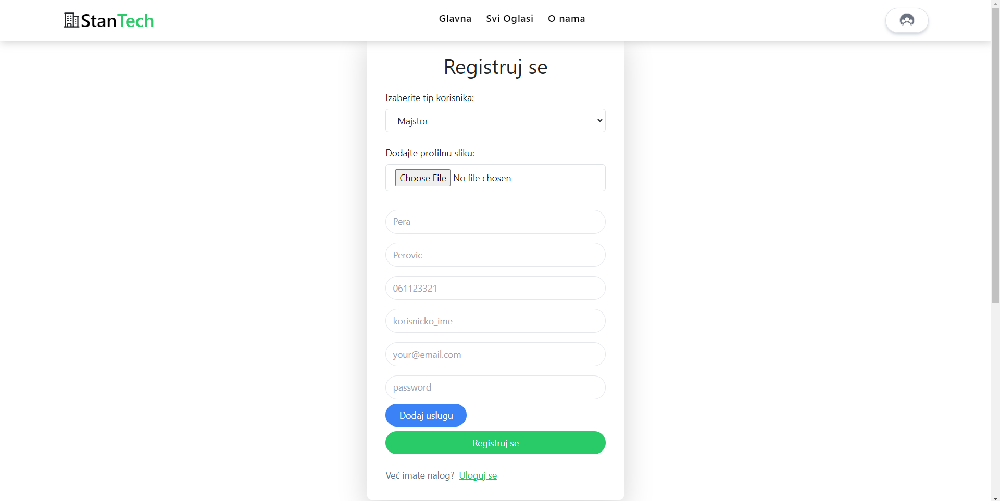 StanTech
Glavna Svi Oglasi O nama
Registruj se
Izaberite tip korisnika:
Majstor
Dodajte profilnu sliku:
Choose File No file chosen
Pera
Perovic
061123321
korisnicko_ime
your@email.com
password
Dodaj uslugu
Registruj se
Već imate nalog? Uloguj se